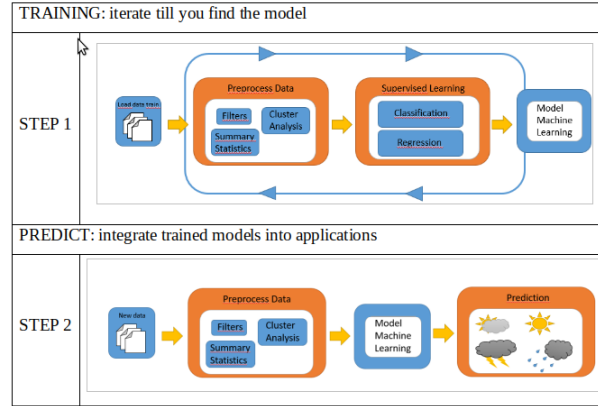 TRAINING: iterate till you find the model
STEP 1
Load data train
Preprocess Data
Filters
Cluster
Analysis
Summary
Statistics
Supervised Learning
Classification
Regression
Model
Machine
Learning
PREDICT: integrate trained models into applications
STEP 2
New data
Preprocess Data
Filters
Cluster
Analysis
Summary
Statistics
Model
Machine
Learning
Prediction